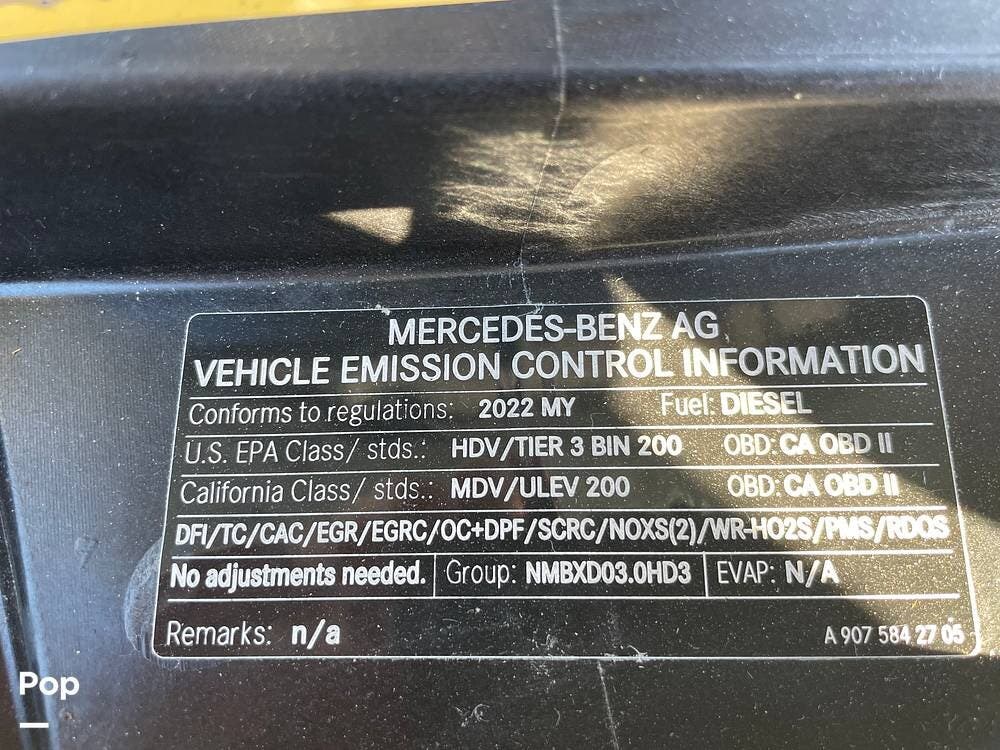 MERCEDES-BENZ AG
VEHICLE EMISSION CONTROL INFORMATION
Conforms to regulations: 2022 MY Fuel: DIESEL
U.S. EPA Class/ stds.: HDV/TIER 3 BIN 200 OBD: CA OBD II
California Class/ stds.: MDV/ULEV 200 OBD: CA OBD II
DFI/TC/CAC/EGR/EGRC/OC+DPF/SCRC/NOXS(2)/WR-HO2S/PMS/RDQS
No adjustments needed. Group: NMBXD03.0HD3 EVAP: N/A
Remarks: n/a A 907 584 27 05
Pop